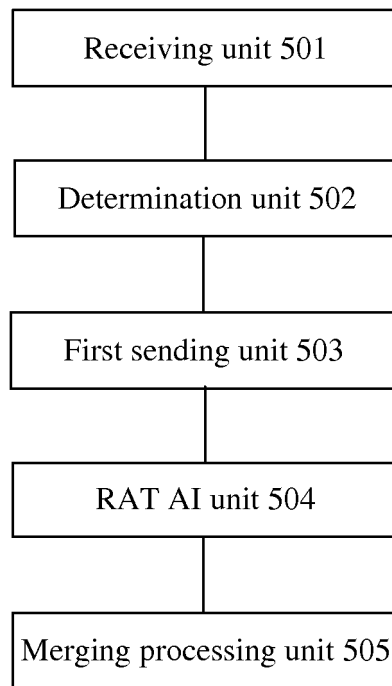 Receiving unit 501
Determination unit 502
First sending unit 503
RAT AI unit 504
Merging processing unit 505